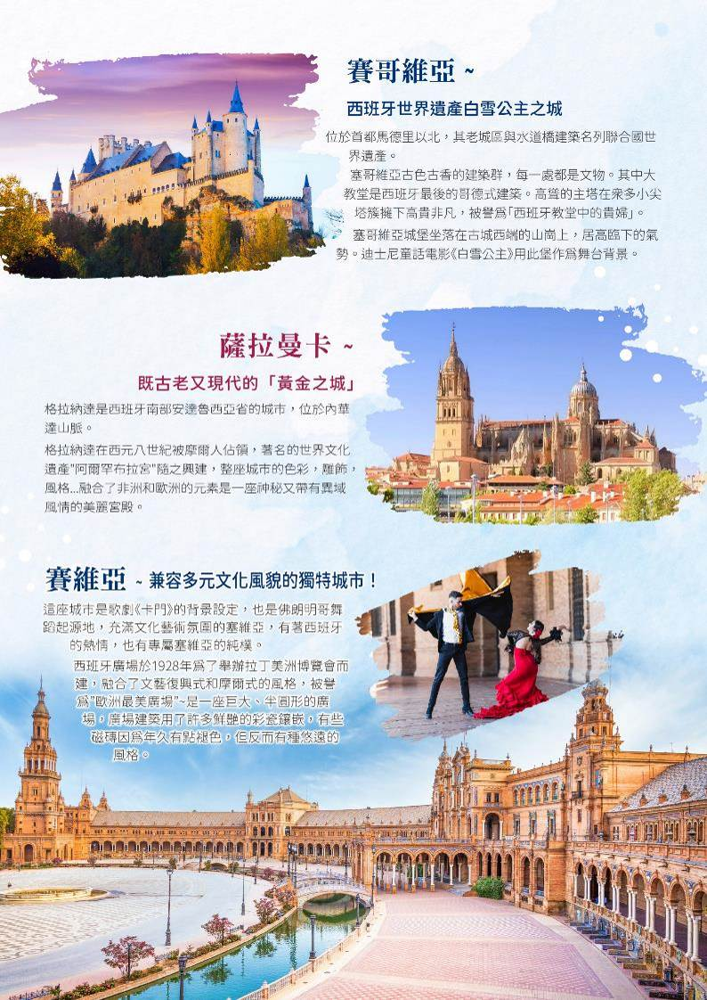 賽哥維亞 ~
西班牙世界遺產白雪公主之城
位於首都馬德里以北，其老城區與水道橋建築名列聯合國世
界遺產。
塞哥維亞古色古香的建築群，每一處都是文物。其中大
教堂是西班牙最後的哥德式建築。高聳的主塔在眾多小尖
塔簇擁下高貴非凡，被譽為「西班牙教堂中的貴婦」。
塞哥維亞城堡坐落在古城西端的山崗上，居高臨下的氣
勢。迪士尼童話電影《白雪公主》用此堡作為舞台背景。
薩拉曼卡 ~
既古老又現代的「黃金之城」
格拉納達是西班牙南部安達魯西亞省的城市，位於內華
達山脈。
格拉納達在西元八世紀被摩爾人佔領，著名的世界文化
遺產"阿爾罕布拉宮"隨之興建，整座城市的色彩，雕飾，
風格...融合了非洲和歐洲的元素是一座神秘又帶有異域
風情的美麗宮殿。
賽維亞 ~ 兼容多元文化風貌的獨特城市！
這座城市是歌劇《卡門》的背景設定，也是佛朗明哥舞
蹈起源地，充滿文化藝術氛圍的塞維亞，有著西班牙
的熱情，也有專屬塞維亞的純樸。
西班牙廣場於1928年為了舉辦拉丁美洲博覽會而
建，融合了文藝復興式和摩爾式的風格，被譽
為"歐洲最美廣場"~是一座巨大、半圓形的廣
場，廣場建築用了許多鮮艷的彩瓷鑲嵌，有些
磁磚因為年久有點褪色，但反而有種悠遠的
風格。